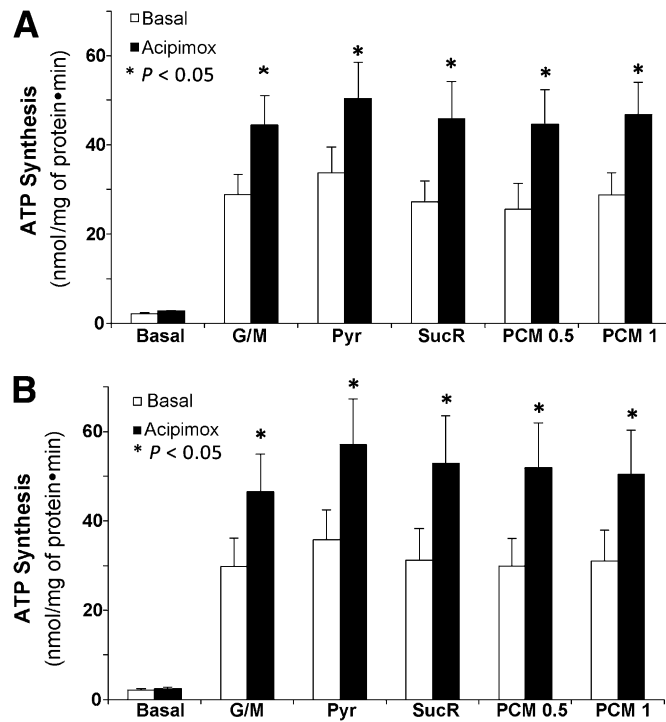 A
Basal
Acipimox
* P < 0.05
ATP Synthesis
(nmol/mg of protein•min)
60
40
20
0
* * * * *
Basal G/M Pyr SucR PCM 0.5 PCM 1
B
Basal
Acipimox
* P < 0.05
ATP Synthesis
(nmol/mg of protein•min)
60
40
20
0
* * * * *
Basal G/M Pyr SucR PCM 0.5 PCM 1